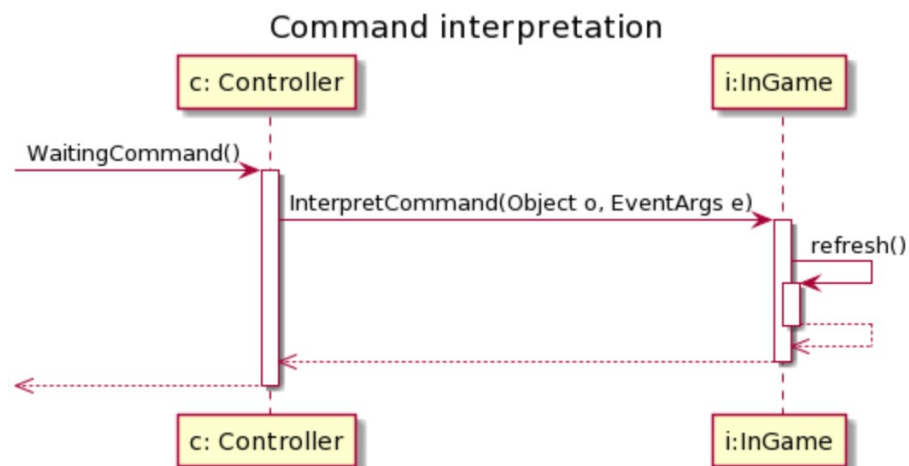 Command interpretation
c: Controller
i:InGame
WaitingCommand()
InterpretCommand(Object o, EventArgs e)
refresh()
c: Controller
i:InGame